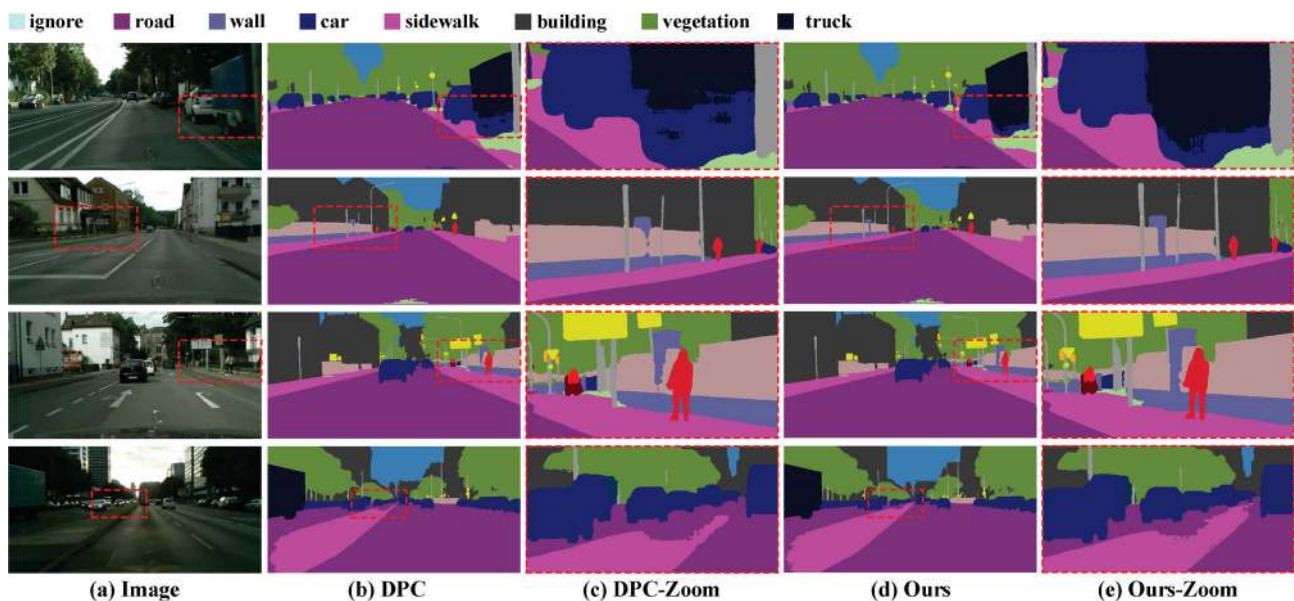 ignore road wall car sidewalk building vegetation truck
(a) Image (b) DPC (c) DPC-Zoom (d) Ours (e) Ours-Zoom